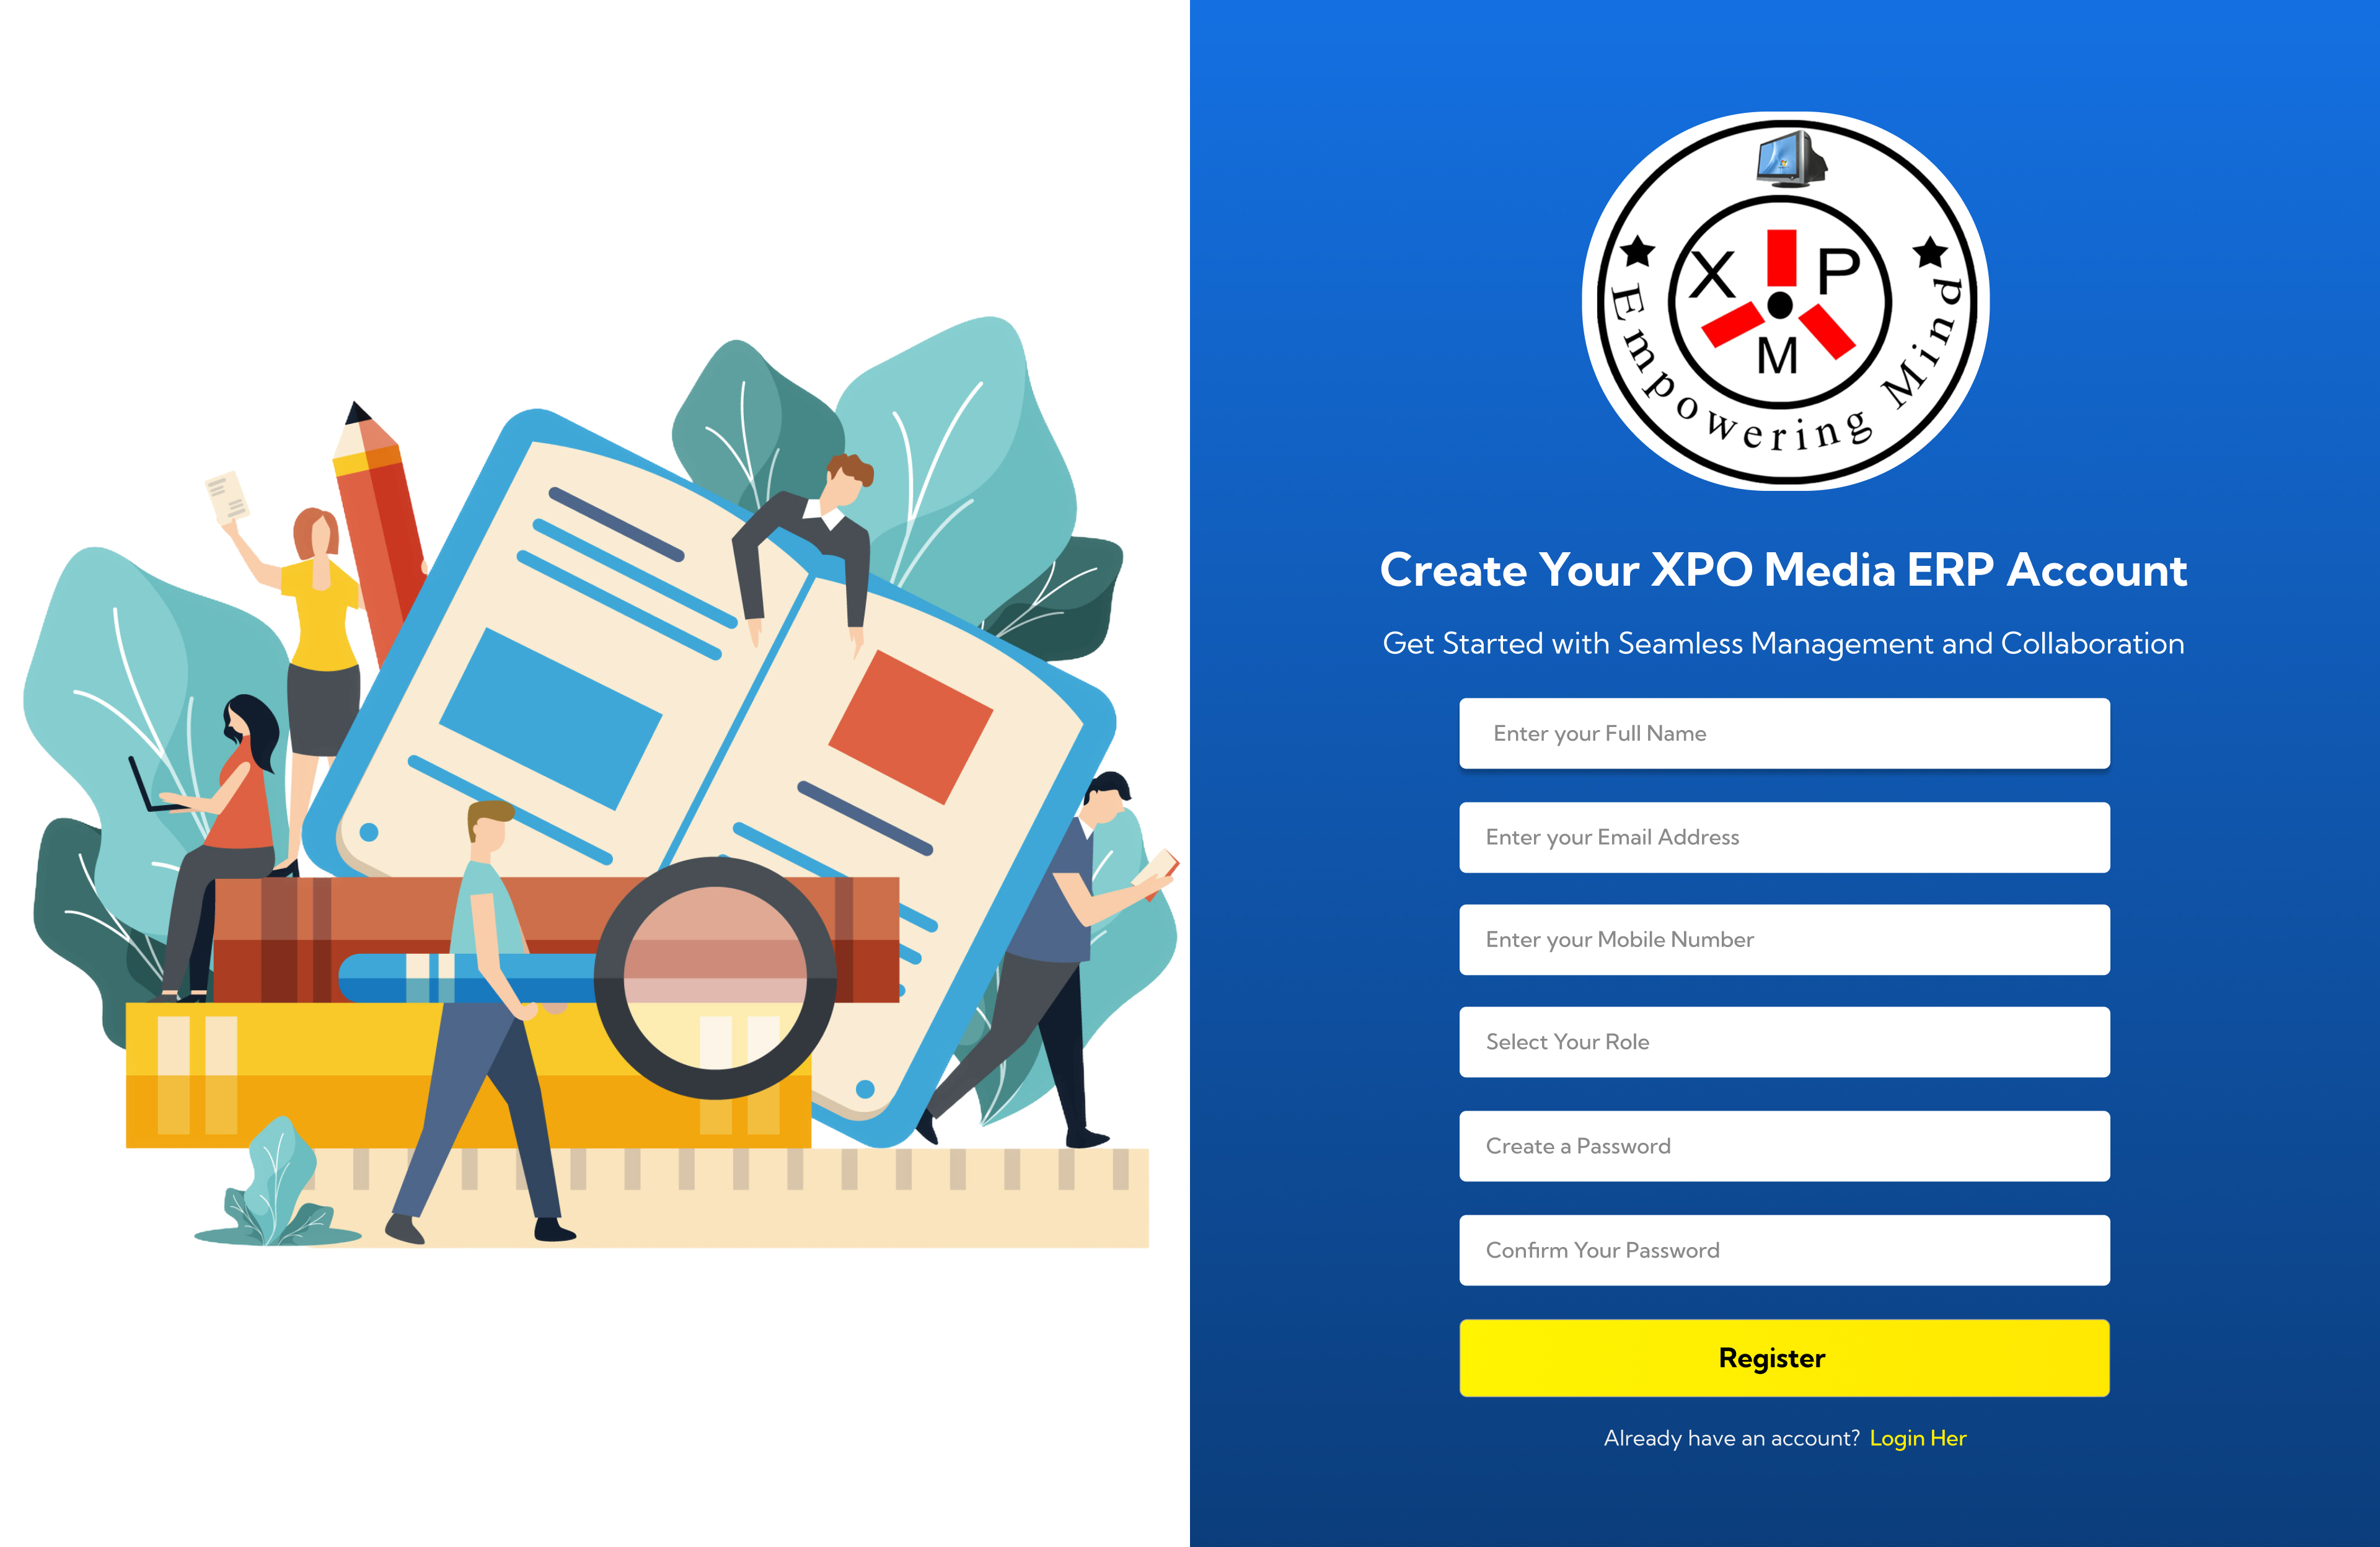 X P
M
Empowering Mind
Create Your XPO Media ERP Account
Get Started with Seamless Management and Collaboration
Enter your Full Name
Enter your Email Address
Enter your Mobile Number
Select Your Role
Create a Password
Confirm Your Password
Register
Already have an account? Login Her